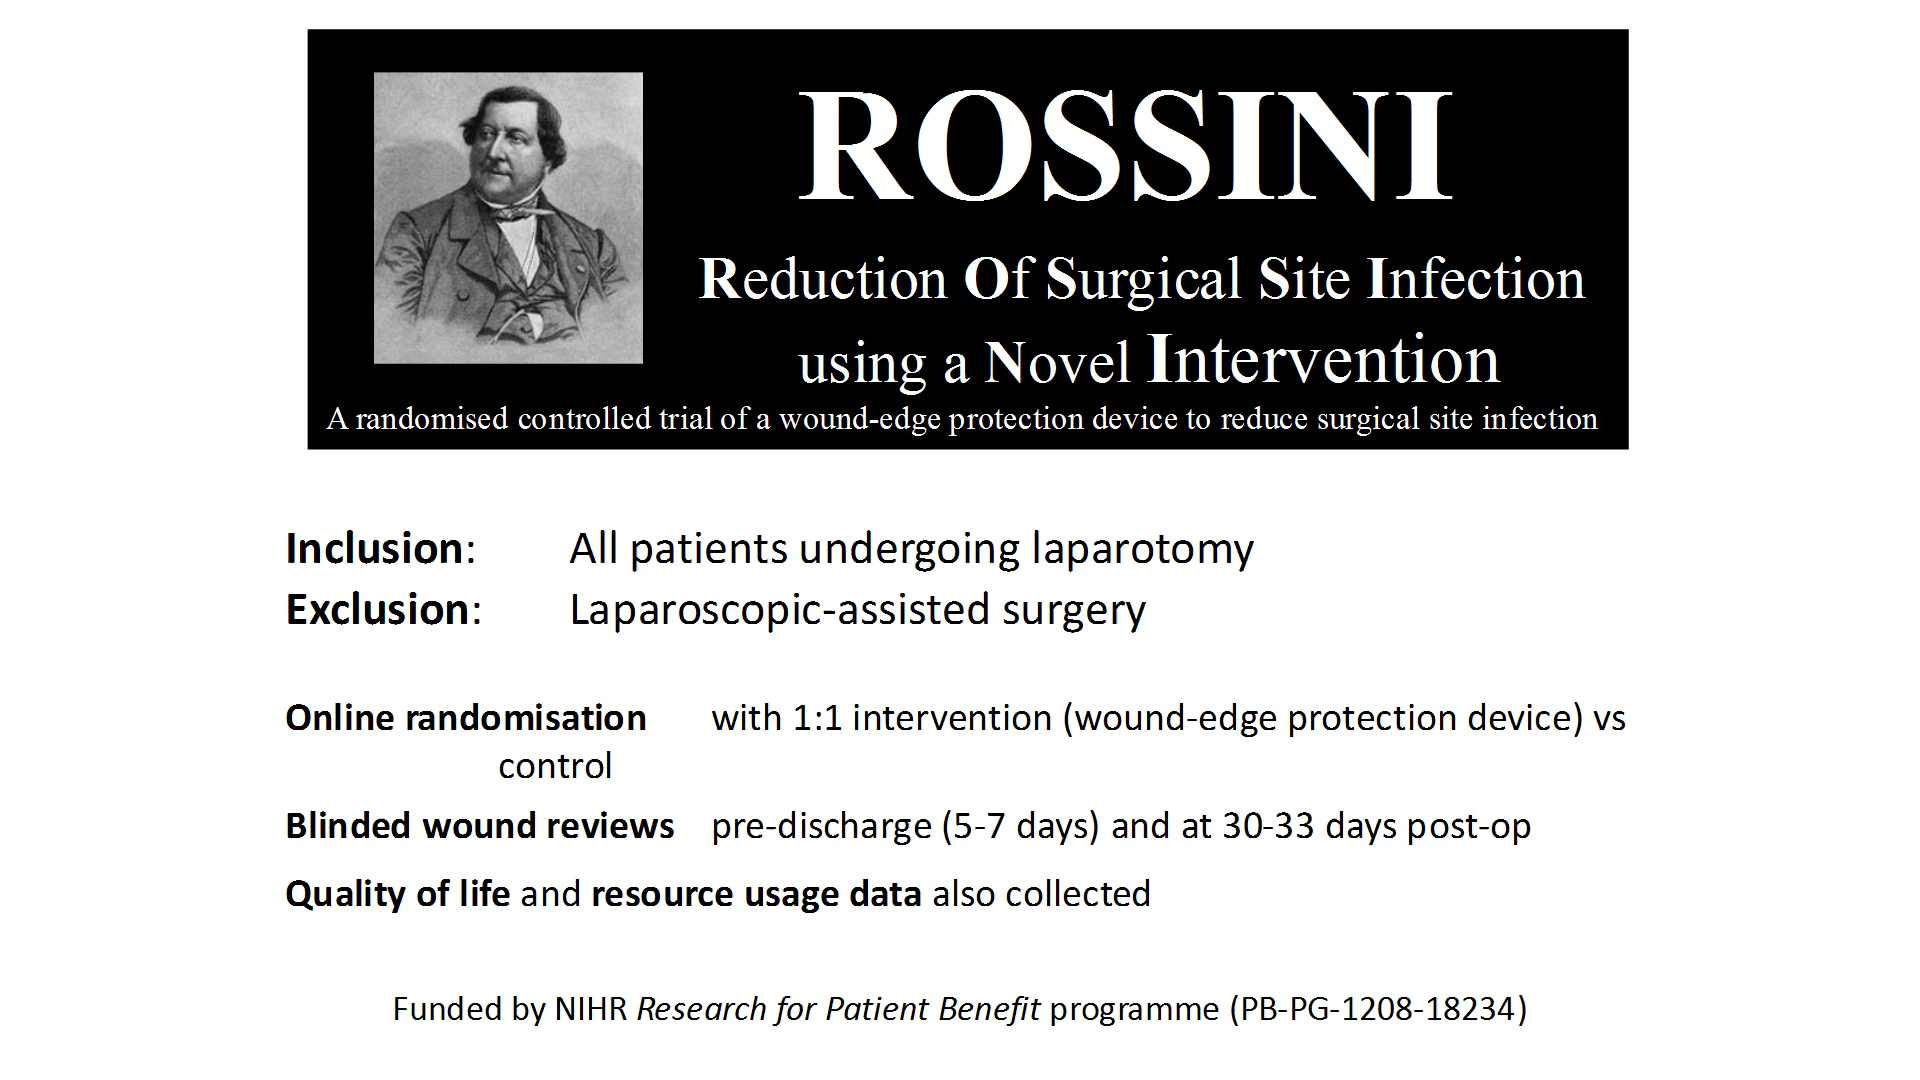 ROSSINI
Reduction Of Surgical Site Infection
using a Novel Intervention
A randomised controlled trial of a wound-edge protection device to reduce surgical site infection
Inclusion: All patients undergoing laparotomy
Exclusion: Laparoscopic-assisted surgery
Online randomisation with 1:1 intervention (wound-edge protection device) vs
control
Blinded wound reviews pre-discharge (5-7 days) and at 30-33 days post-op
Quality of life and resource usage data also collected
Funded by NIHR Research for Patient Benefit programme (PB-PG-1208-18234)